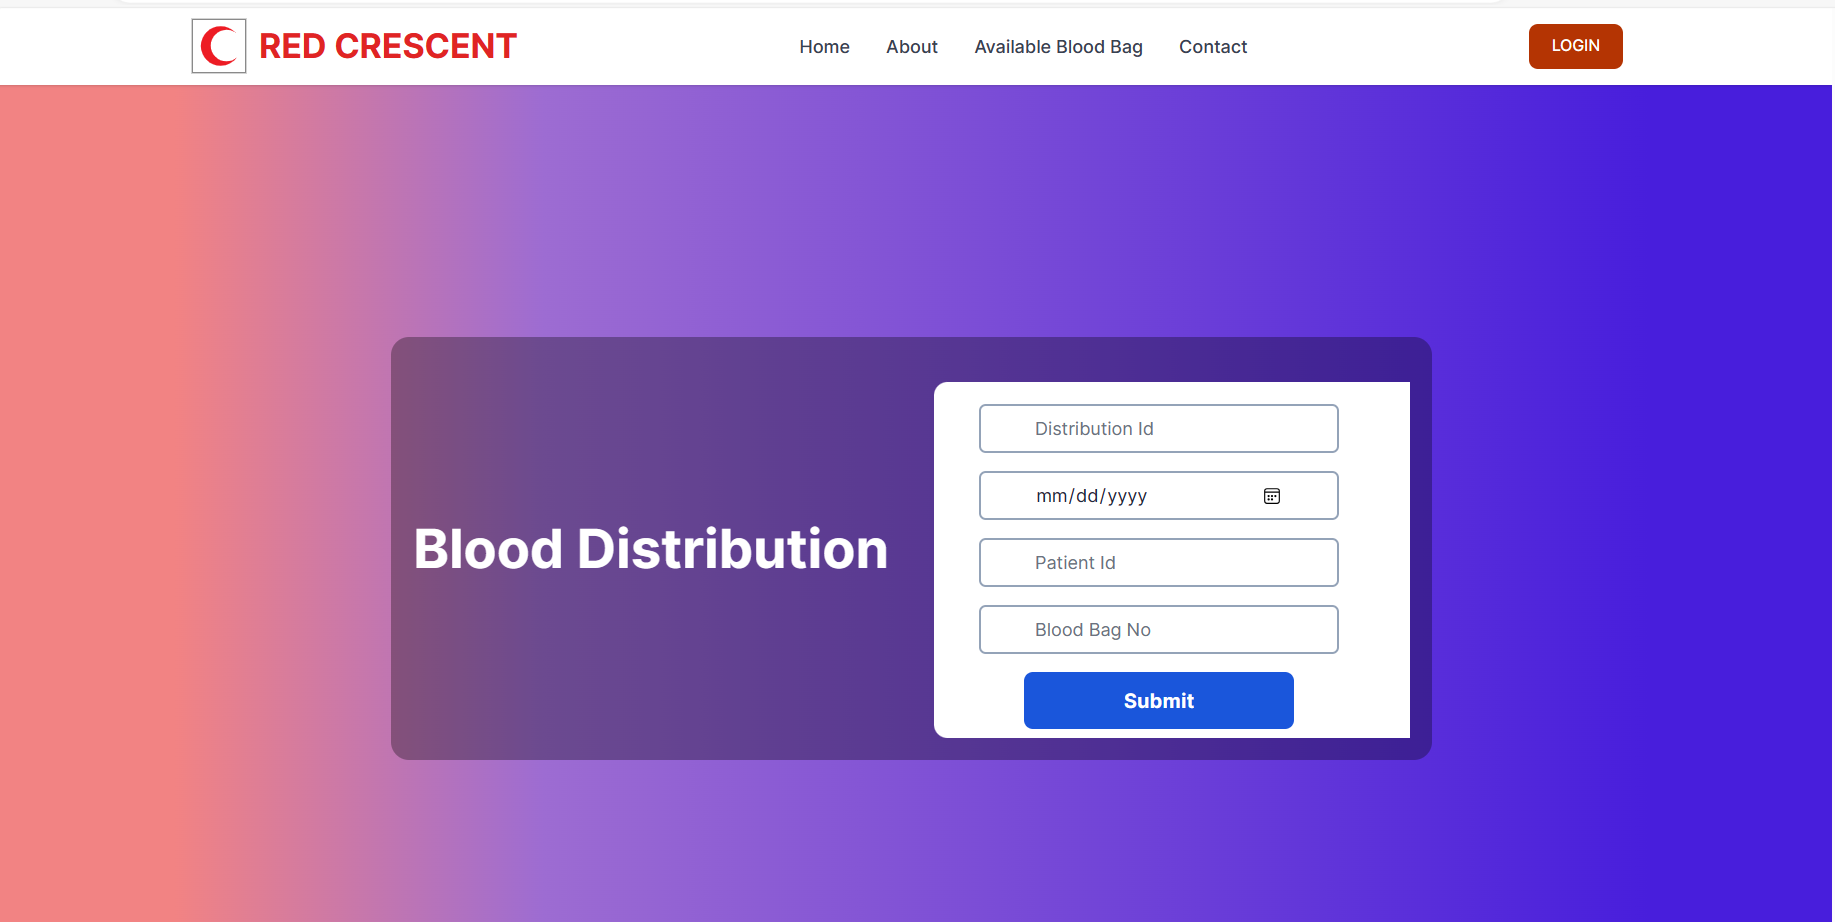 RED CRESCENT
Home About Available Blood Bag Contact
LOGIN
Blood Distribution
Distribution Id
mm/dd/yyyy
Patient Id
Blood Bag No
Submit